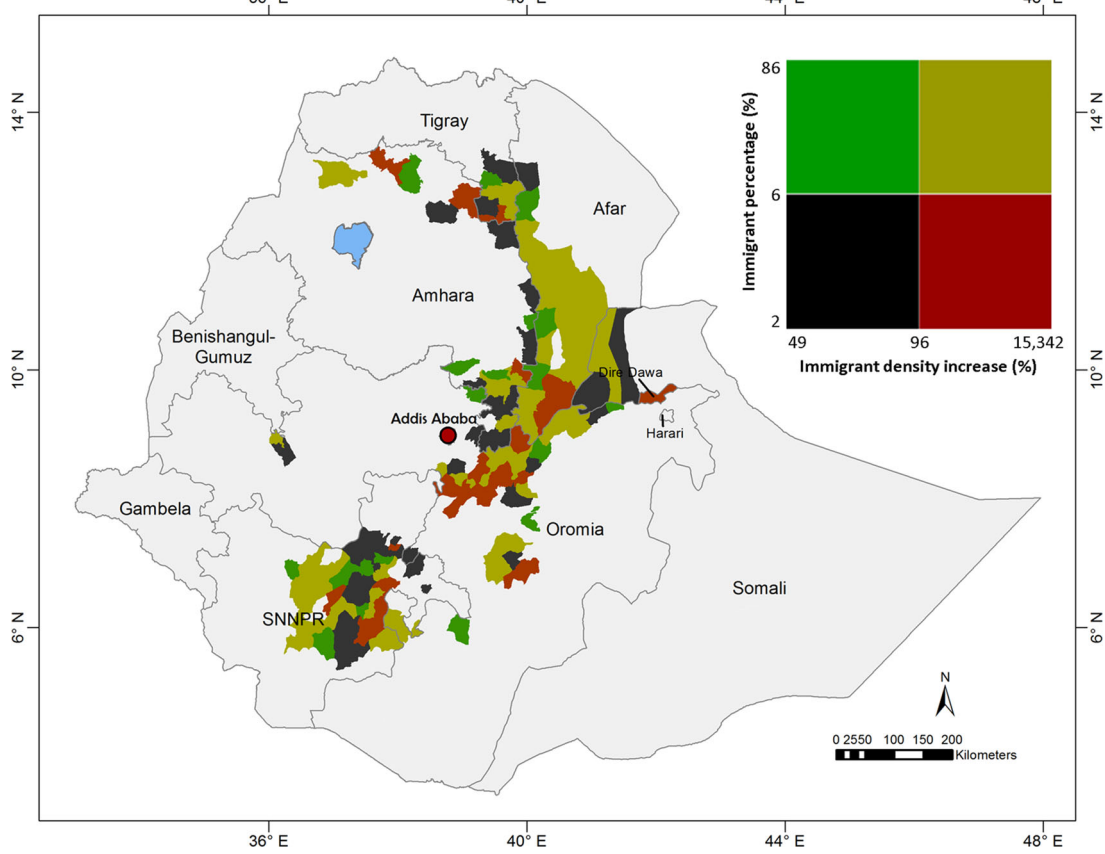 86
6
2
Immigrant percentage (%)
49 96 15,342
Immigrant density increase (%)
14° N
14° N
10° N
10° N
6° N
6° N
Tigray
Afar
Amhara
Benishangul-
Gumuz
Dire Dawa
Addis Ababa
Harari
Gambela
Oromia
Somali
SNNPR
N
0 25 50 100 150 200
Kilometers
36° E 40° E 44° E 48° E